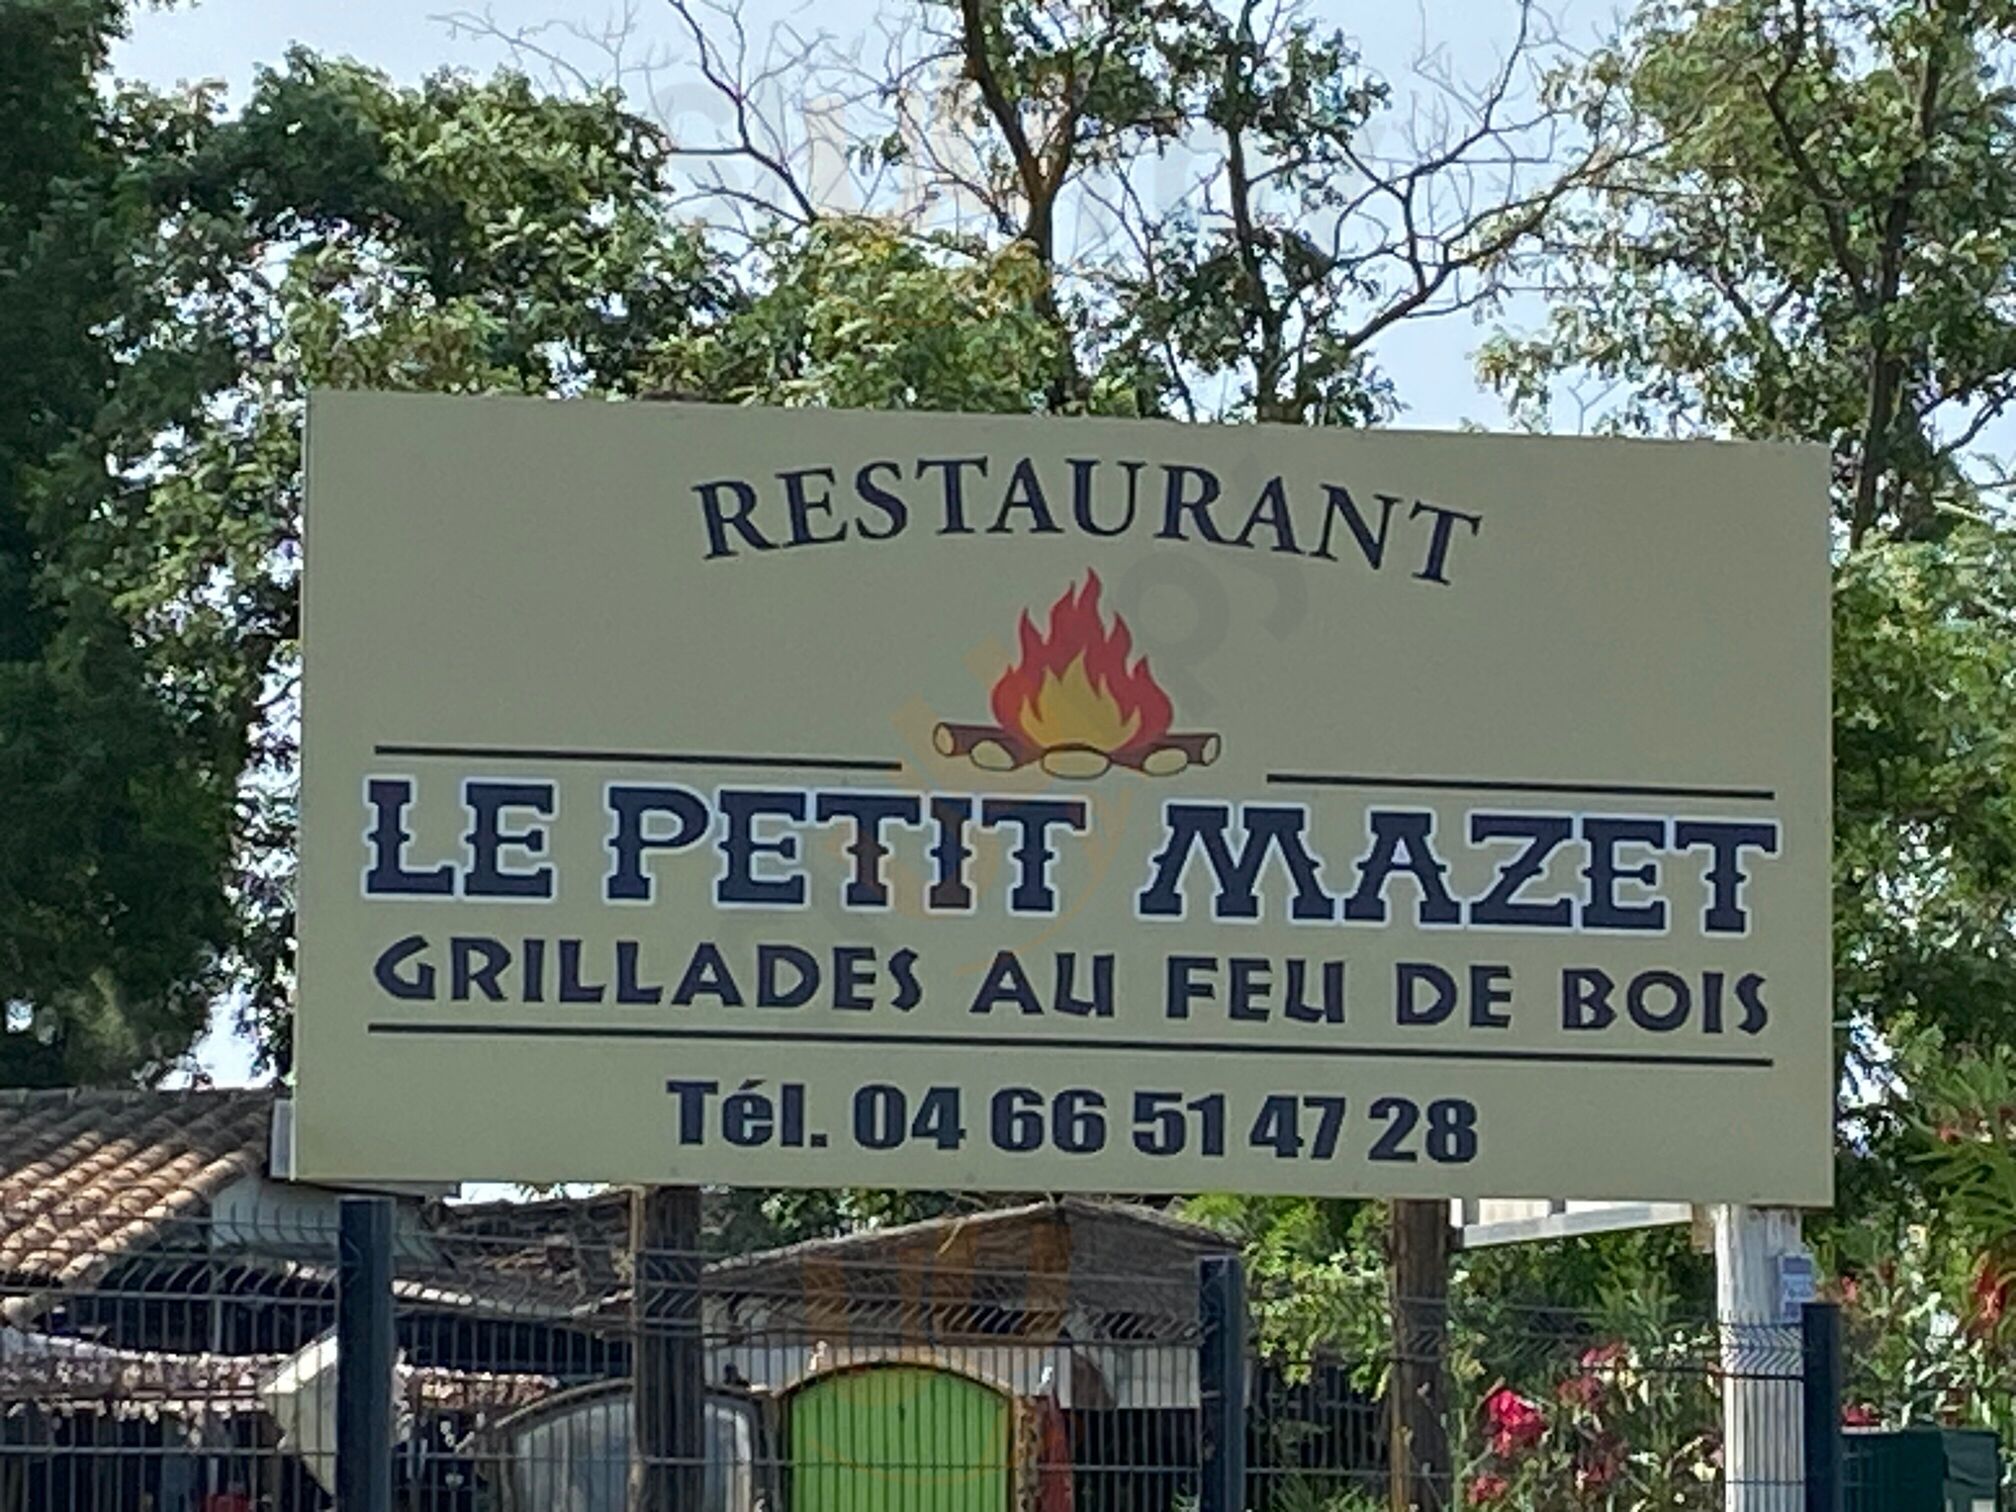 RESTAURANT
LE PETIT MAZET
GRILLADES AU FEU DE BOIS
Tél. 04 66 51 47 28